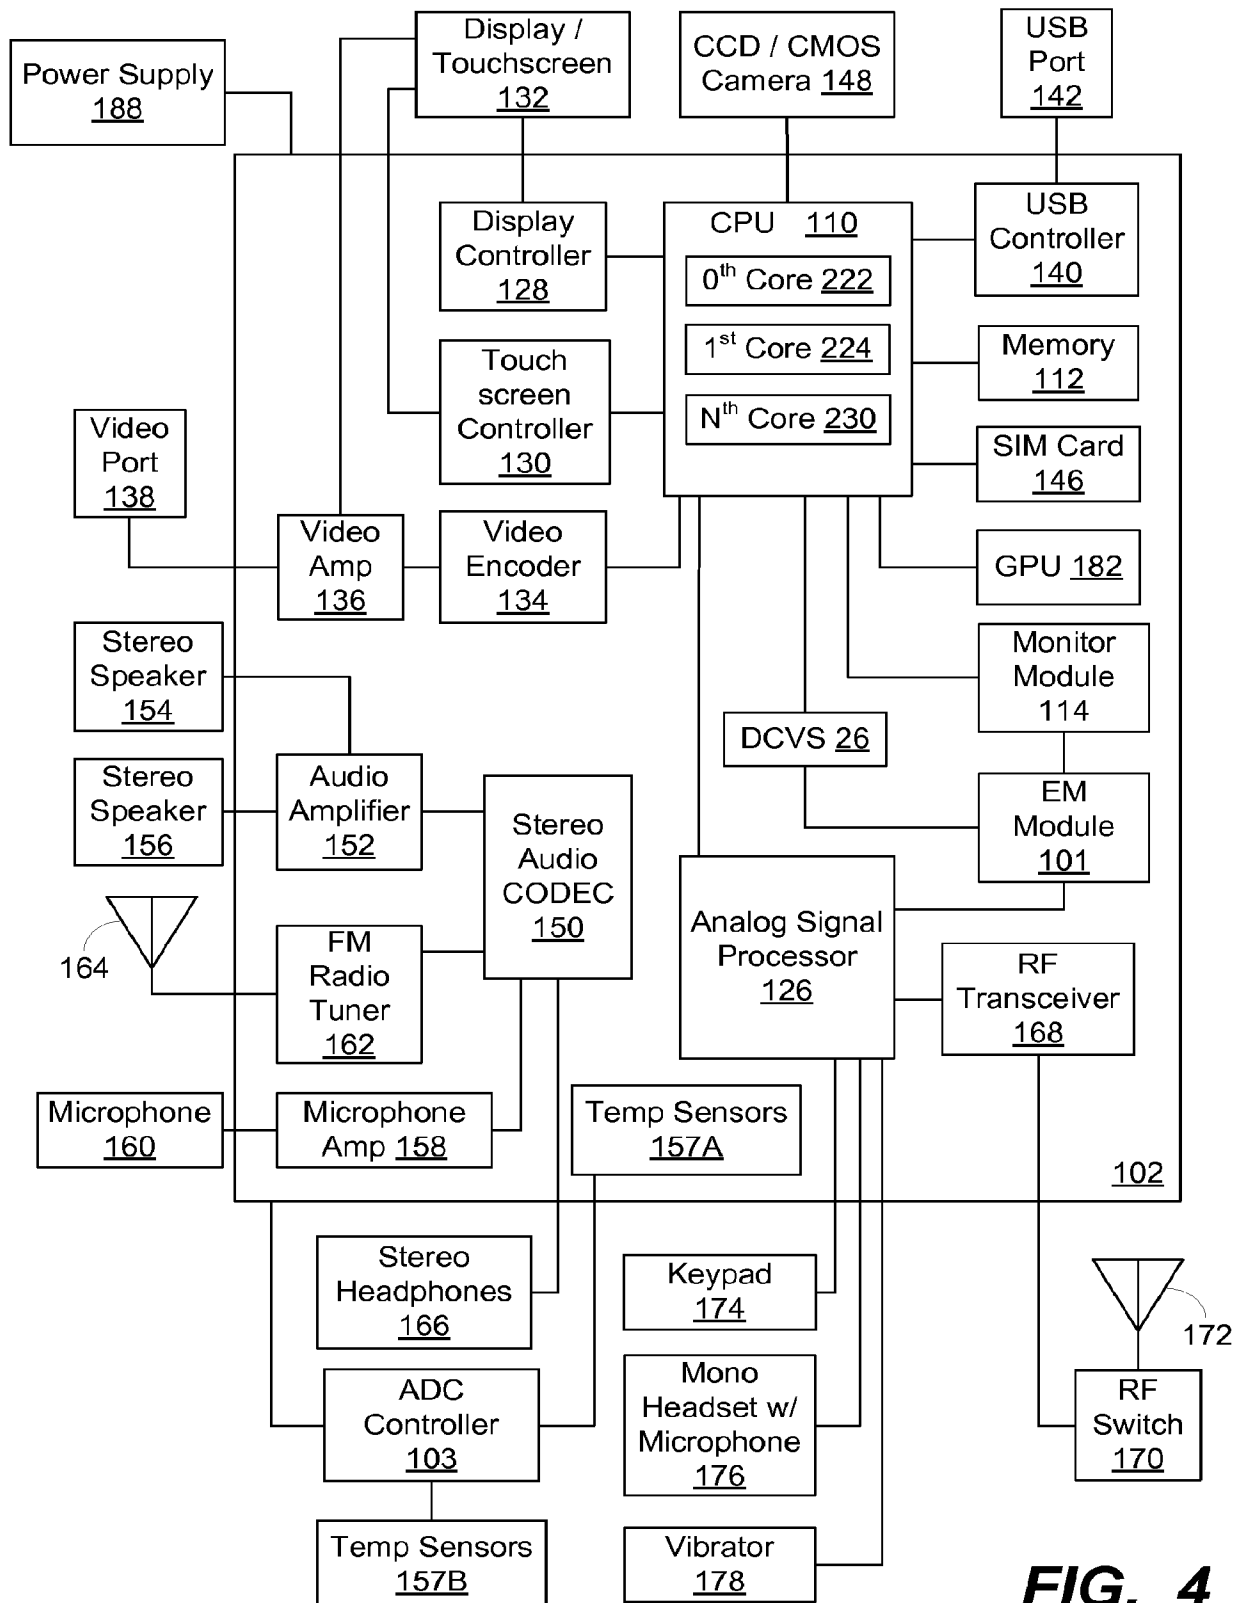 Power Supply
188
Display /
Touchscreen
132
CCD / CMOS
Camera 148
USB
Port
142
Display
Controller
128
CPU 110
0th Core 222
1st Core 224
Nth Core 230
USB
Controller
140
Touch
screen
Controller
130
Memory
112
SIM Card
146
Video
Port
138
Video
Amp
136
Video
Encoder
134
GPU 182
Stereo
Speaker
154
Monitor
Module
114
DCVS 26
Stereo
Speaker
156
Audio
Amplifier
152
Stereo
Audio
CODEC
150
EM
Module
101
164
FM
Radio
Tuner
162
Analog Signal
Processor
126
RF
Transceiver
168
Microphone
160
Microphone
Amp 158
Temp Sensors
157A
102
Stereo
Headphones
166
Keypad
174
172
ADC
Controller
103
Mono
Headset w/
Microphone
176
RF
Switch
170
Temp Sensors
157B
Vibrator
178
FIG. 4